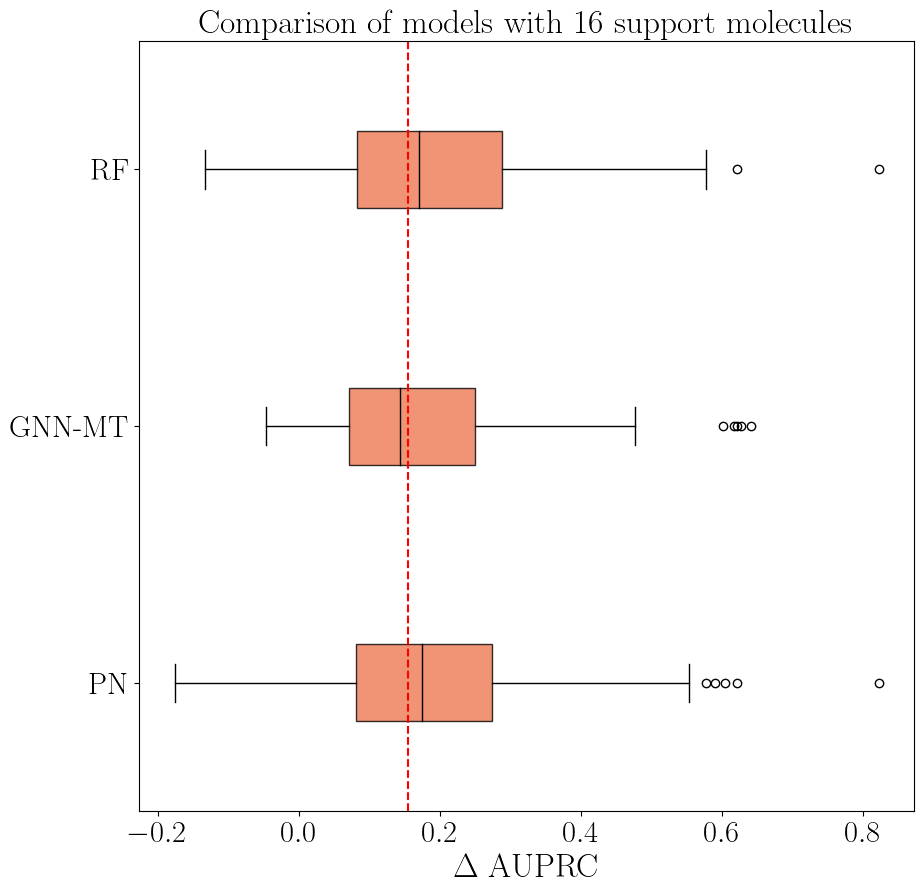 Comparison of models with 16 support molecules
RF
GNN-MT
PN
−0.2 0.0 0.2 0.4 0.6 0.8
Δ AUPRC